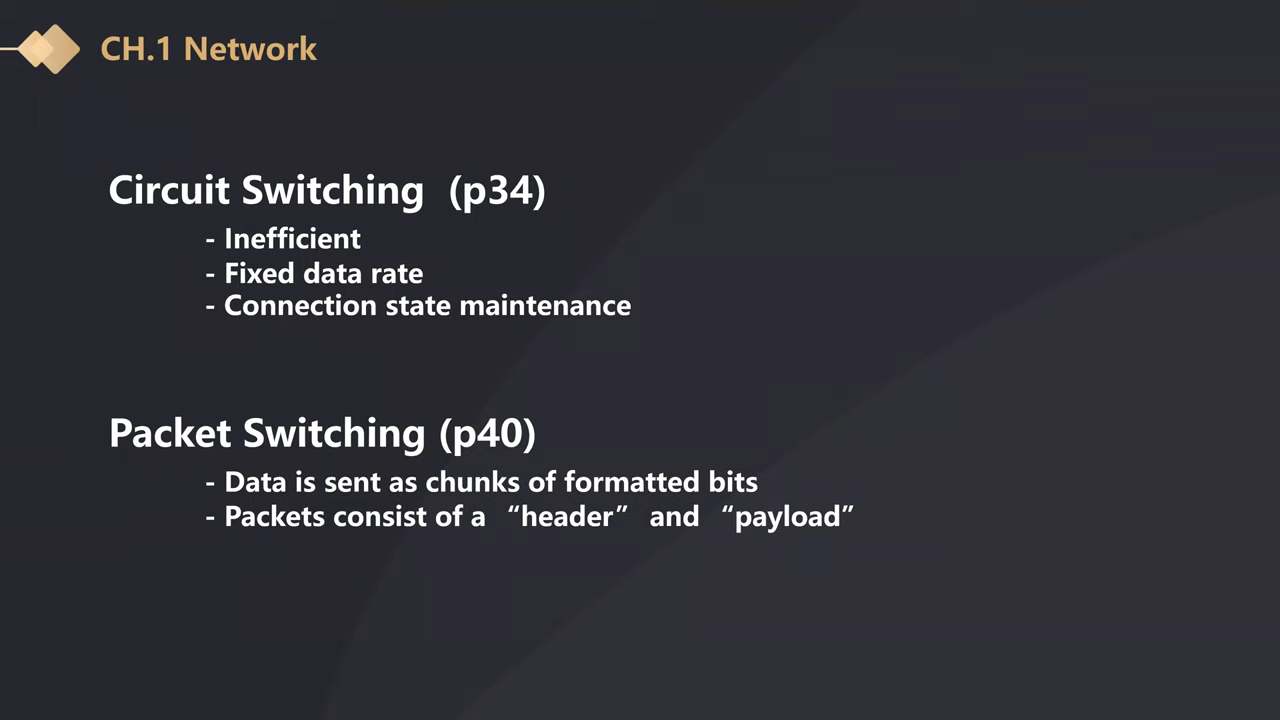 CH.1 Network
Circuit Switching (p34)
- Inefficient
- Fixed data rate
- Connection state maintenance
Packet Switching (p40)
- Data is sent as chunks of formatted bits
- Packets consist of a “header” and “payload”